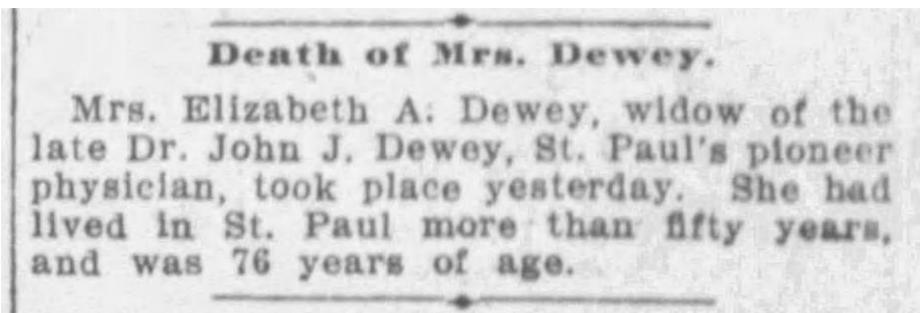 Death of Mrs. Dewey.
Mrs. Elizabeth A. Dewey, widow of the
late Dr. John J. Dewey, St. Paul's pioneer
physician, took place yesterday. She had
lived in St. Paul more than fifty years,
and was 76 years of age.